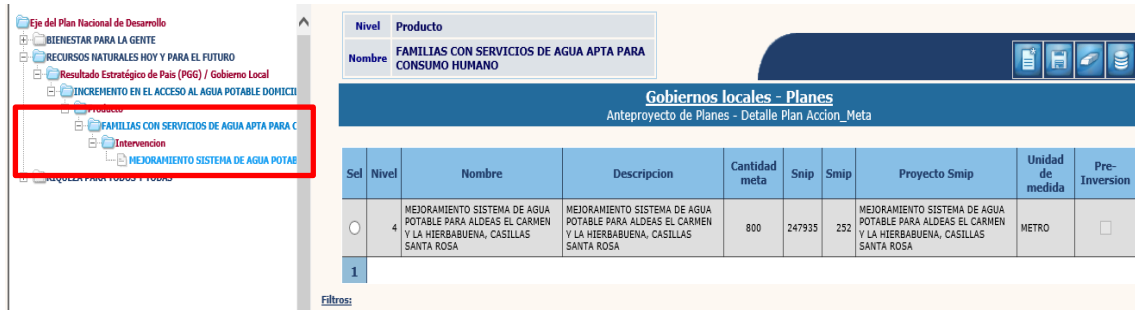 Eje del Plan Nacional de Desarrollo
BIENESTAR PARA LA GENTE
RECURSOS NATURALES HOY Y PARA EL FUTURO
Resultado Estratégico de Pais (PGG) / Gobierno Local
INCREMENTO EN EL ACCESO AL AGUA POTABLE DOMICIL
Producto
FAMILIAS CON SERVICIOS DE AGUA APTA PARA C
Intervencion
MEJORAMIENTO SISTEMA DE AGUA POTAB
RIQUEZA PARA TODOS Y TODAS
Nivel Producto
Nombre FAMILIAS CON SERVICIOS DE AGUA APTA PARA
CONSUMO HUMANO
Gobiernos locales - Planes
Anteproyecto de Planes - Detalle Plan Accion_Meta
Sel Nivel Nombre Descripcion Cantidad meta Snip Smip Proyecto Smip Unidad de medida Pre-Inversion
MEJORAMIENTO SISTEMA DE AGUA MEJORAMIENTO SISTEMA DE AGUA MEJORAMIENTO SISTEMA DE AGUA
POTABLE PARA ALDEAS EL CARMEN POTABLE PARA ALDEAS EL CARMEN POTABLE PARA ALDEAS EL CARMEN
4 Y LA HIERBABUENA, CASILLAS Y LA HIERBABUENA, CASILLAS 800 247935 252 Y LA HIERBABUENA, CASILLAS METRO
SANTA ROSA SANTA ROSA SANTA ROSA
1
Filtros: